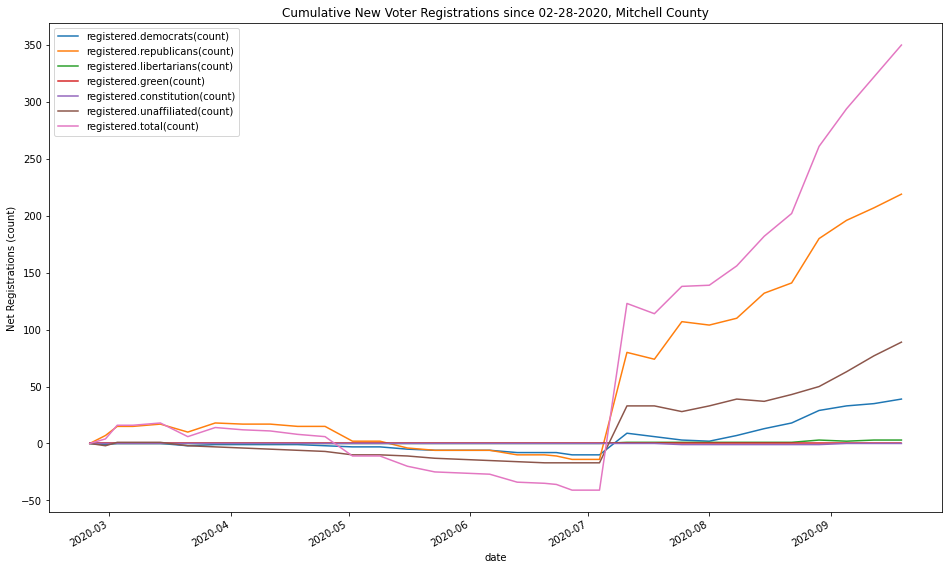 Cumulative New Voter Registrations since 02-28-2020, Mitchell County
registered.democrats(count)
registered.republicans(count)
registered.libertarians(count)
registered.green(count)
registered.constitution(count)
registered.unaffiliated(count)
registered.total(count)
Net Registrations (count)
350
300
250
200
150
100
50
0
−50
2020-03
2020-04
2020-05
2020-06
2020-07
2020-08
2020-09
date